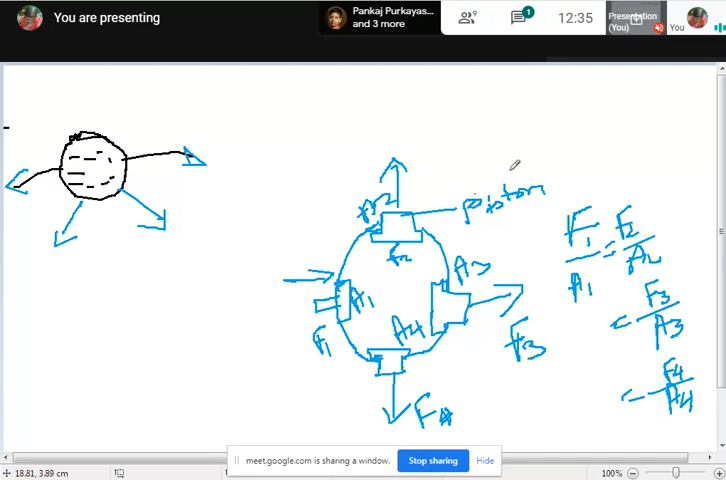 You are presenting
Pankaj Purkayas...
and 3 more
9
1
12:35
Presentation
(You)
You
F2
piston
A3
A1
A4
F1
F3
F4
F1/A1 = F2/A2
= F3/A3
= F4/A4
meet.google.com is sharing a window.
Stop sharing
Hide
18.81, 3.89 cm
100%